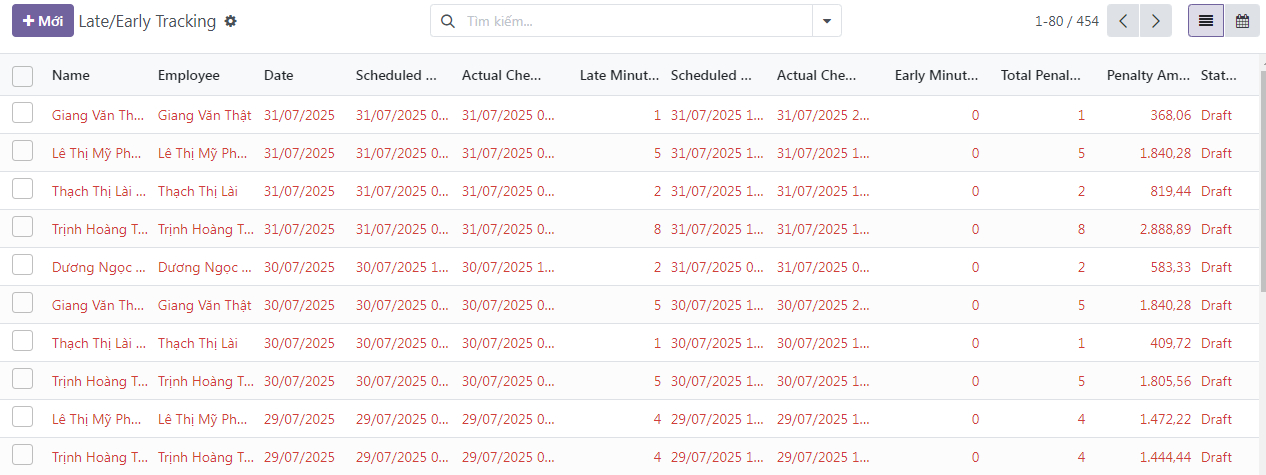 + Mới Late/Early Tracking Tìm kiếm... 1-80 / 454
Name Employee Date Scheduled ... Actual Che... Late Minut... Scheduled ... Actual Che... Early Minut... Total Penal... Penalty Am... Stat...
Giang Văn Th... Giang Văn Thật 31/07/2025 31/07/2025 0... 31/07/2025 0... 1 31/07/2025 1... 31/07/2025 2... 0 1 368,06 Draft
Lê Thị Mỹ Ph... Lê Thị Mỹ Ph... 31/07/2025 31/07/2025 0... 31/07/2025 0... 5 31/07/2025 1... 31/07/2025 1... 0 5 1.840,28 Draft
Thạch Thị Lài ... Thạch Thị Lài 31/07/2025 31/07/2025 0... 31/07/2025 0... 2 31/07/2025 1... 31/07/2025 1... 0 2 819,44 Draft
Trịnh Hoàng T... Trịnh Hoàng T... 31/07/2025 31/07/2025 0... 31/07/2025 0... 8 31/07/2025 1... 31/07/2025 1... 0 8 2.888,89 Draft
Dương Ngọc ... Dương Ngọc ... 30/07/2025 30/07/2025 1... 30/07/2025 1... 2 31/07/2025 0... 31/07/2025 0... 0 2 583,33 Draft
Giang Văn Th... Giang Văn Thật 30/07/2025 30/07/2025 0... 30/07/2025 0... 5 30/07/2025 1... 30/07/2025 2... 0 5 1.840,28 Draft
Thạch Thị Lài ... Thạch Thị Lài 30/07/2025 30/07/2025 0... 30/07/2025 0... 1 30/07/2025 1... 30/07/2025 1... 0 1 409,72 Draft
Trịnh Hoàng T... Trịnh Hoàng T... 30/07/2025 30/07/2025 0... 30/07/2025 0... 5 30/07/2025 1... 30/07/2025 1... 0 5 1.805,56 Draft
Lê Thị Mỹ Ph... Lê Thị Mỹ Ph... 29/07/2025 29/07/2025 0... 29/07/2025 0... 4 29/07/2025 1... 29/07/2025 1... 0 4 1.472,22 Draft
Trịnh Hoàng T... Trịnh Hoàng T... 29/07/2025 29/07/2025 0... 29/07/2025 0... 4 29/07/2025 1... 29/07/2025 1... 0 4 1.444,44 Draft